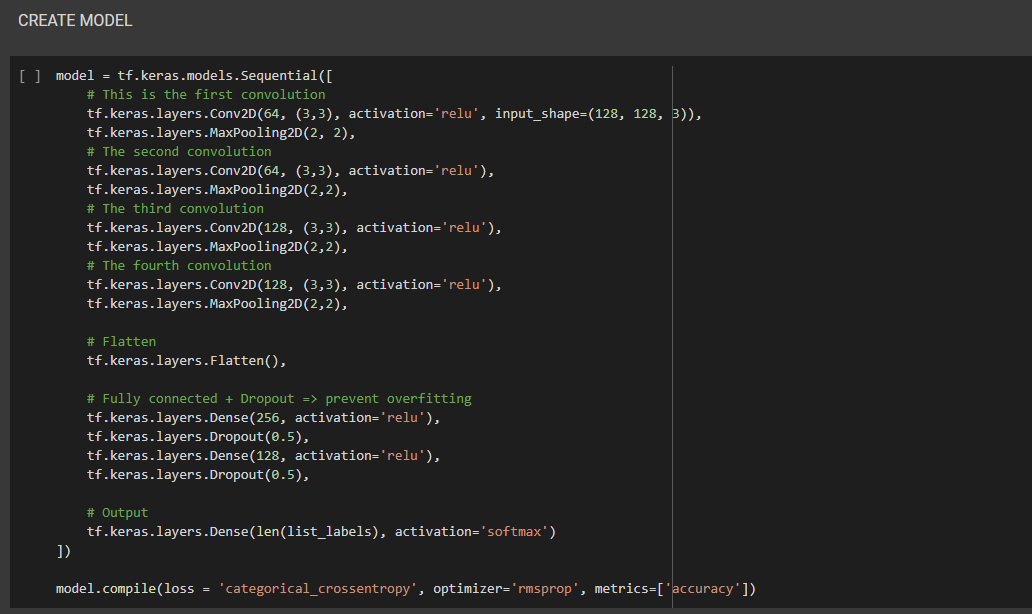 CREATE MODEL
[ ] model = tf.keras.models.Sequential([
    # This is the first convolution
    tf.keras.layers.Conv2D(64, (3,3), activation='relu', input_shape=(128, 128, 3)),
    tf.keras.layers.MaxPooling2D(2, 2),
    # The second convolution
    tf.keras.layers.Conv2D(64, (3,3), activation='relu'),
    tf.keras.layers.MaxPooling2D(2,2),
    # The third convolution
    tf.keras.layers.Conv2D(128, (3,3), activation='relu'),
    tf.keras.layers.MaxPooling2D(2,2),
    # The fourth convolution
    tf.keras.layers.Conv2D(128, (3,3), activation='relu'),
    tf.keras.layers.MaxPooling2D(2,2),
    # Flatten
    tf.keras.layers.Flatten(),
    # Fully connected + Dropout => prevent overfitting
    tf.keras.layers.Dense(256, activation='relu'),
    tf.keras.layers.Dropout(0.5),
    tf.keras.layers.Dense(128, activation='relu'),
    tf.keras.layers.Dropout(0.5),
    # Output
    tf.keras.layers.Dense(len(list_labels), activation='softmax')
])
model.compile(loss = 'categorical_crossentropy', optimizer='rmsprop', metrics=['accuracy'])